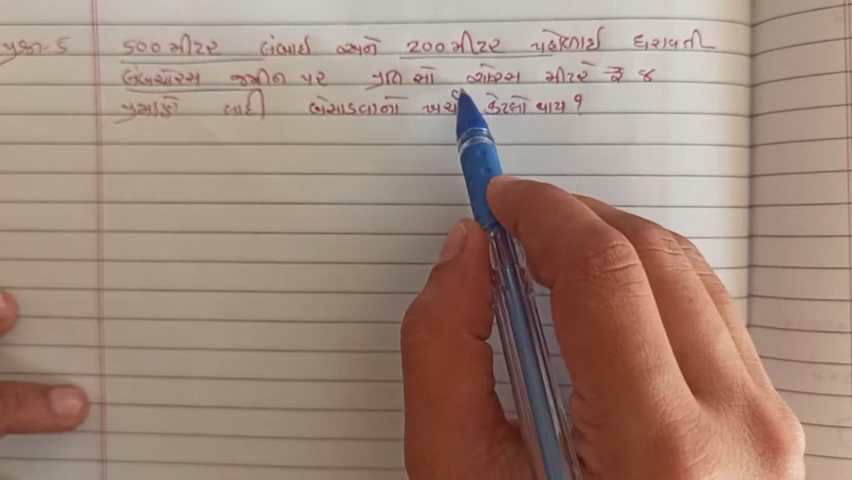 પ્રશ્ન-5 500 મીટર લંબાઈ અને 200 મીટર પહોળાઈ ધરાવતી
લંબચોરસ જમીન પર પ્રતિ સો ચોરસ મીટરે ₹ 8
પ્રમાણે લાદી બેસાડવાનો ખર્ચ કેટલો થાય ?